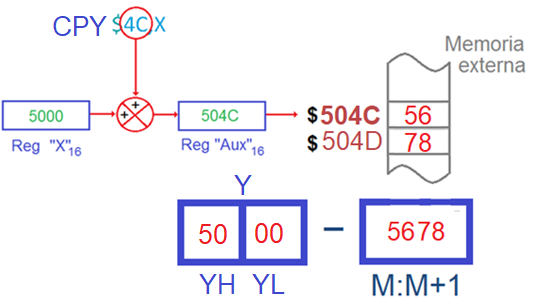 CPY $4C,X
Memoria
externa
5000
504C
$504C
56
Reg "X"16
Reg "Aux"16
$504D
78
Y
50
00
−
5678
YH
YL
M:M+1